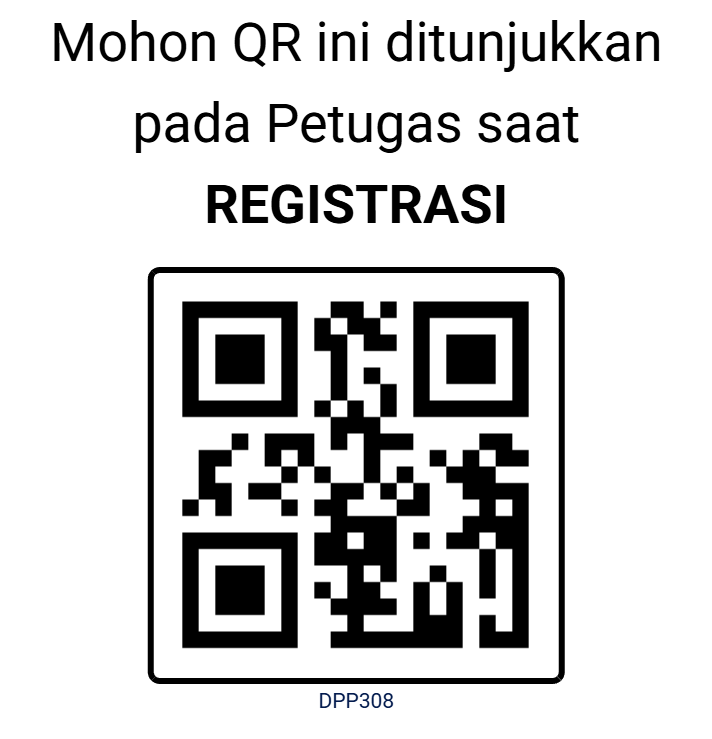 Mohon QR ini ditunjukkan
pada Petugas saat
REGISTRASI
DPP308